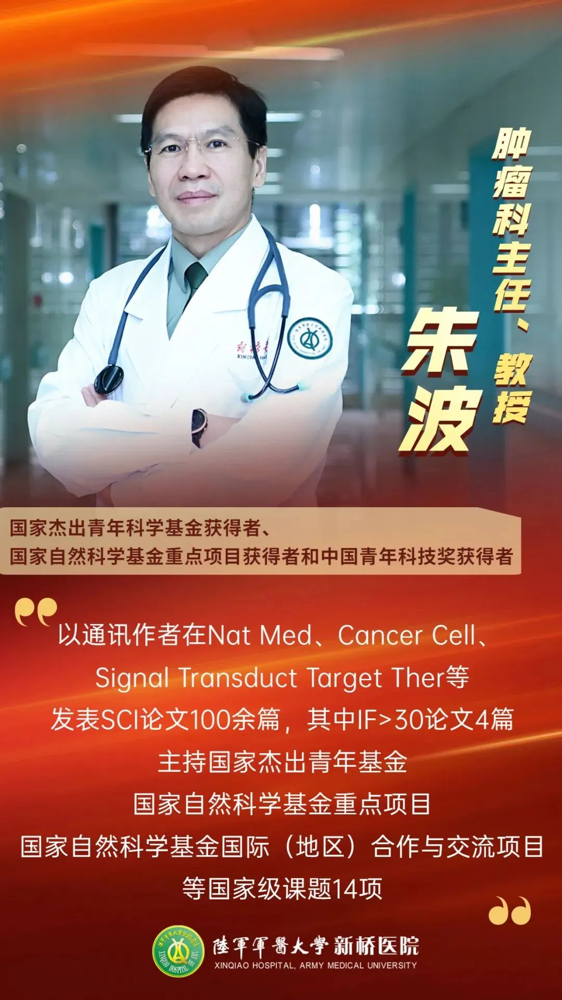 肿瘤科主任、教授
朱波
XINQIAO
国家杰出青年科学基金获得者、
国家自然科学基金重点项目获得者和中国青年科技奖获得者
以通讯作者在Nat Med、Cancer Cell、
Signal Transduct Target Ther等
发表SCI论文100余篇，其中IF>30论文4篇
主持国家杰出青年基金
国家自然科学基金重点项目
国家自然科学基金国际（地区）合作与交流项目
等国家级课题14项
陸軍軍醫大學新桥医院
XINQIAO HOSPITAL, ARMY MEDICAL UNIVERSITY
XINQIAO HOSPITAL OF AMU